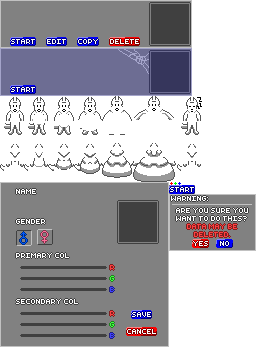 START EDIT COPY DELETE
START
START
WARNING:
ARE YOU SURE YOU
WANT TO DO THIS?
DATA MAY BE
DELETED.
YES NO
NAME
GENDER
PRIMARY COL
R
G
B
SECONDARY COL
R
G
B
SAVE
CANCEL